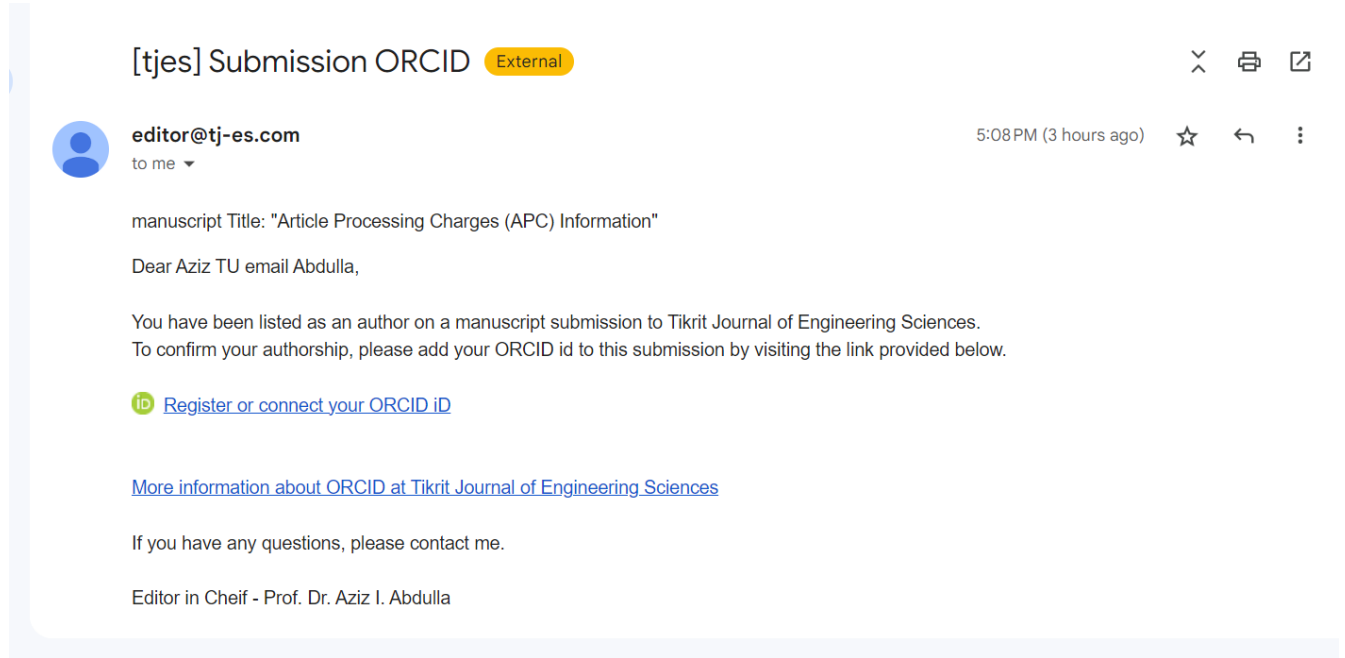 [tjes] Submission ORCID External
editor@tj-es.com 5:08 PM (3 hours ago)
to me
manuscript Title: "Article Processing Charges (APC) Information"
Dear Aziz TU email Abdulla,
You have been listed as an author on a manuscript submission to Tikrit Journal of Engineering Sciences.
To confirm your authorship, please add your ORCID id to this submission by visiting the link provided below.
iD Register or connect your ORCID iD
More information about ORCID at Tikrit Journal of Engineering Sciences
If you have any questions, please contact me.
Editor in Cheif - Prof. Dr. Aziz I. Abdulla